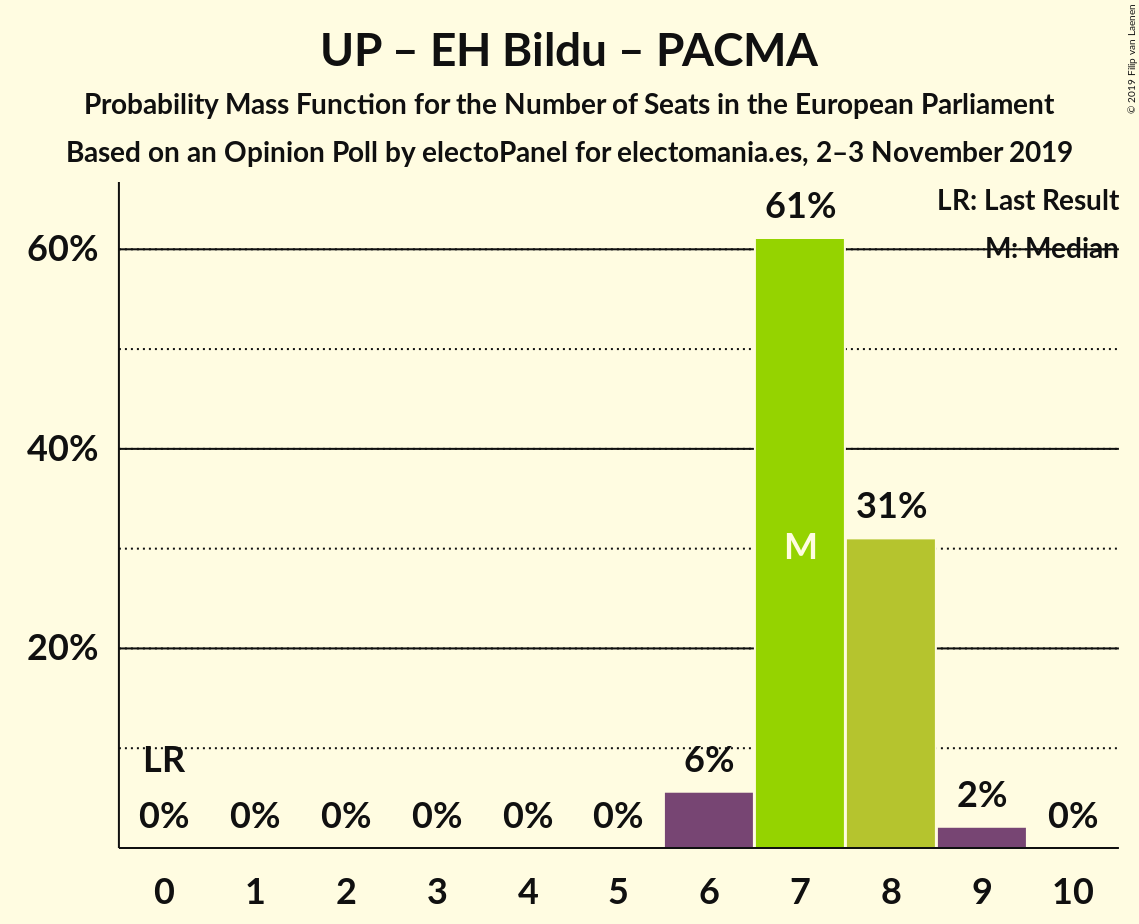 UP – EH Bildu – PACMA
Probability Mass Function for the Number of Seats in the European Parliament
Based on an Opinion Poll by electoPanel for electomania.es, 2–3 November 2019
© 2019 Filip van Laenen
LR: Last Result
M: Median
61%
60%
40%
31%
M
20%
LR
6%
2%
0% 0% 0% 0% 0% 0% 0%
0 1 2 3 4 5 6 7 8 9 10